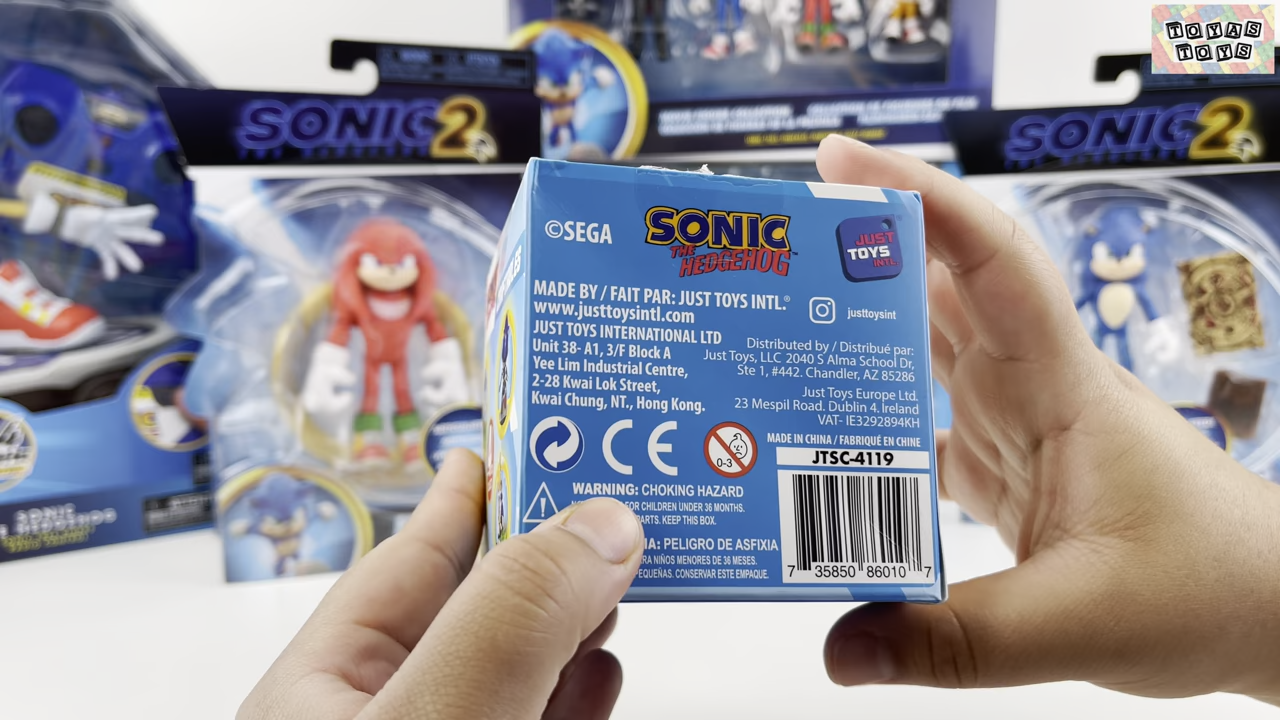 TOYAS
TOYS
SONIC 2
SONIC 2
©SEGA
SONIC
THE
HEDGEHOG™
JUST
TOYS
INTL.
MADE BY / FAIT PAR: JUST TOYS INTL.®
www.justtoysintl.com
justtoysint
JUST TOYS INTERNATIONAL LTD
Unit 38- A1, 3/F Block A
Yee Lim Industrial Centre,
2-28 Kwai Lok Street,
Kwai Chung, NT., Hong Kong.
Distributed by / Distribué par:
Just Toys, LLC 2040 S Alma School Dr,
Ste 1, #442. Chandler, AZ 85286
Just Toys Europe Ltd.
23 Mespil Road. Dublin 4. Ireland
VAT- IE3292894KH
MADE IN CHINA / FABRIQUÉ EN CHINE
JTSC-4119
CE
0-3
WARNING: CHOKING HAZARD
FOR CHILDREN UNDER 36 MONTHS.
PARTS. KEEP THIS BOX.
PELIGRO DE ASFIXIA
NIÑOS MENORES DE 36 MESES.
PEQUEÑAS. CONSERVAR ESTE EMPAQUE.
7 35850 86010 7